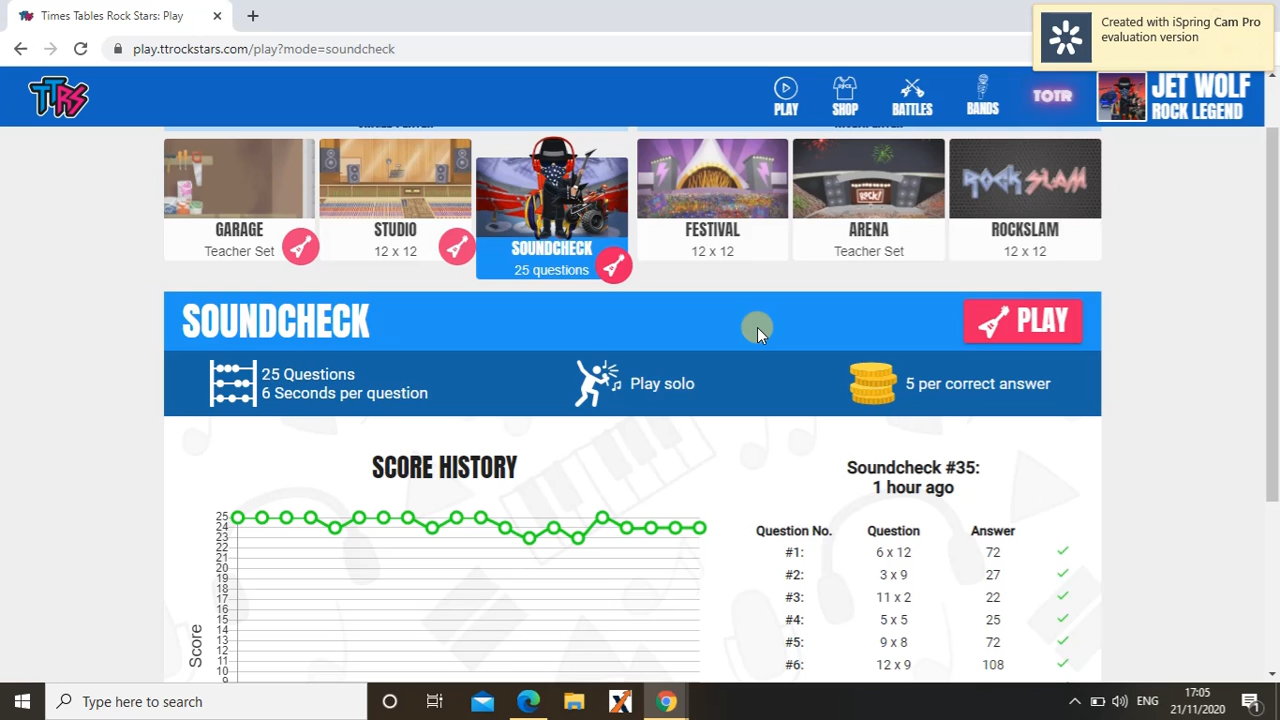 Times Tables Rock Stars: Play
Created with iSpring Cam Pro
evaluation version
play.ttrockstars.com/play?mode=soundcheck
TTRS
PLAY
SHOP
BATTLES
BANDS
TOTR
JET WOLF
ROCK LEGEND
ROCK!
ROCK SLAM
GARAGE
Teacher Set
STUDIO
12 x 12
SOUNDCHECK
25 questions
FESTIVAL
12 x 12
ARENA
Teacher Set
ROCKSLAM
12 x 12
SOUNDCHECK
PLAY
25 Questions
6 Seconds per question
Play solo
5 per correct answer
SCORE HISTORY
Soundcheck #35:
1 hour ago
25
24
23
22
21
20
19
18
17
16
15
14
13
12
11
10
9
Score
Question No. Question Answer
#1: 6 x 12 72
#2: 3 x 9 27
#3: 11 x 2 22
#4: 5 x 5 25
#5: 9 x 8 72
#6: 12 x 9 108
Type here to search
ENG
17:05
21/11/2020
1